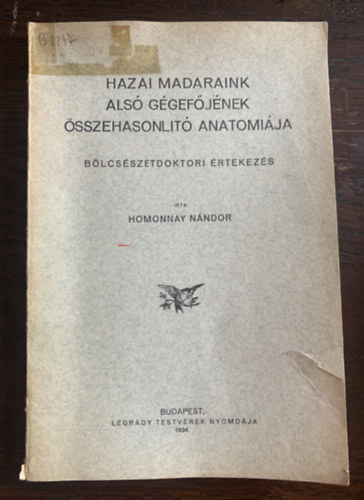 HAZAI MADARAINK
ALSÓ GÉGEFŐJÉNEK
ÖSSZEHASONLITÓ ANATOMIÁJA
BÖLCSÉSZETDOKTORI ÉRTEKEZÉS
IRTA
HOMONNAY NÁNDOR
BUDAPEST,
LÉGRÁDY TESTVÉREK NYOMDÁJA
1934